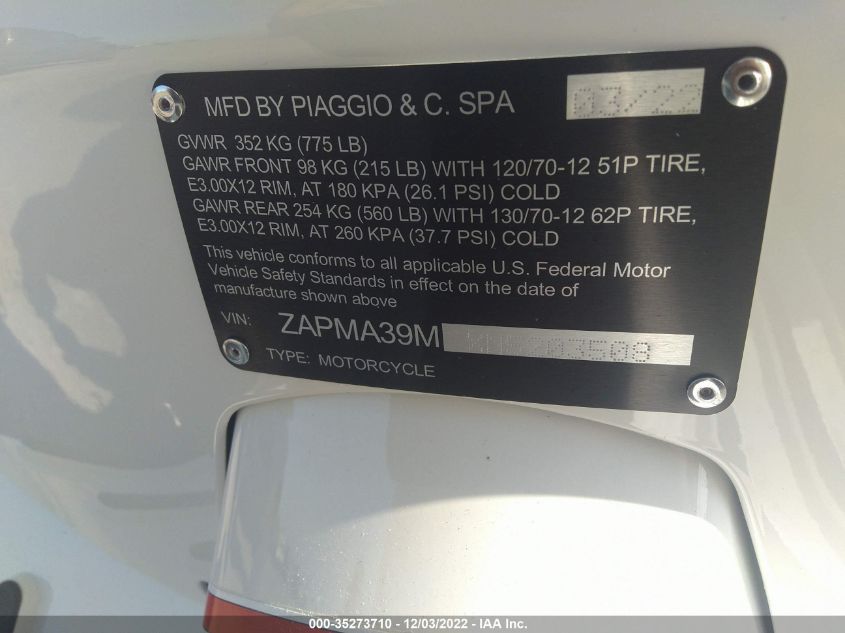 MFD BY PIAGGIO & C. SPA 03/22
GVWR 352 KG (775 LB)
GAWR FRONT 98 KG (215 LB) WITH 120/70-12 51P TIRE,
E3.00X12 RIM, AT 180 KPA (26.1 PSI) COLD
GAWR REAR 254 KG (560 LB) WITH 130/70-12 62P TIRE,
E3.00X12 RIM, AT 260 KPA (37.7 PSI) COLD
This vehicle conforms to all applicable U.S. Federal Motor
Vehicle Safety Standards in effect on the date of
manufacture shown above
VIN: ZAPMA39M
TYPE: MOTORCYCLE
000-35273710 - 12/03/2022 - IAA Inc.